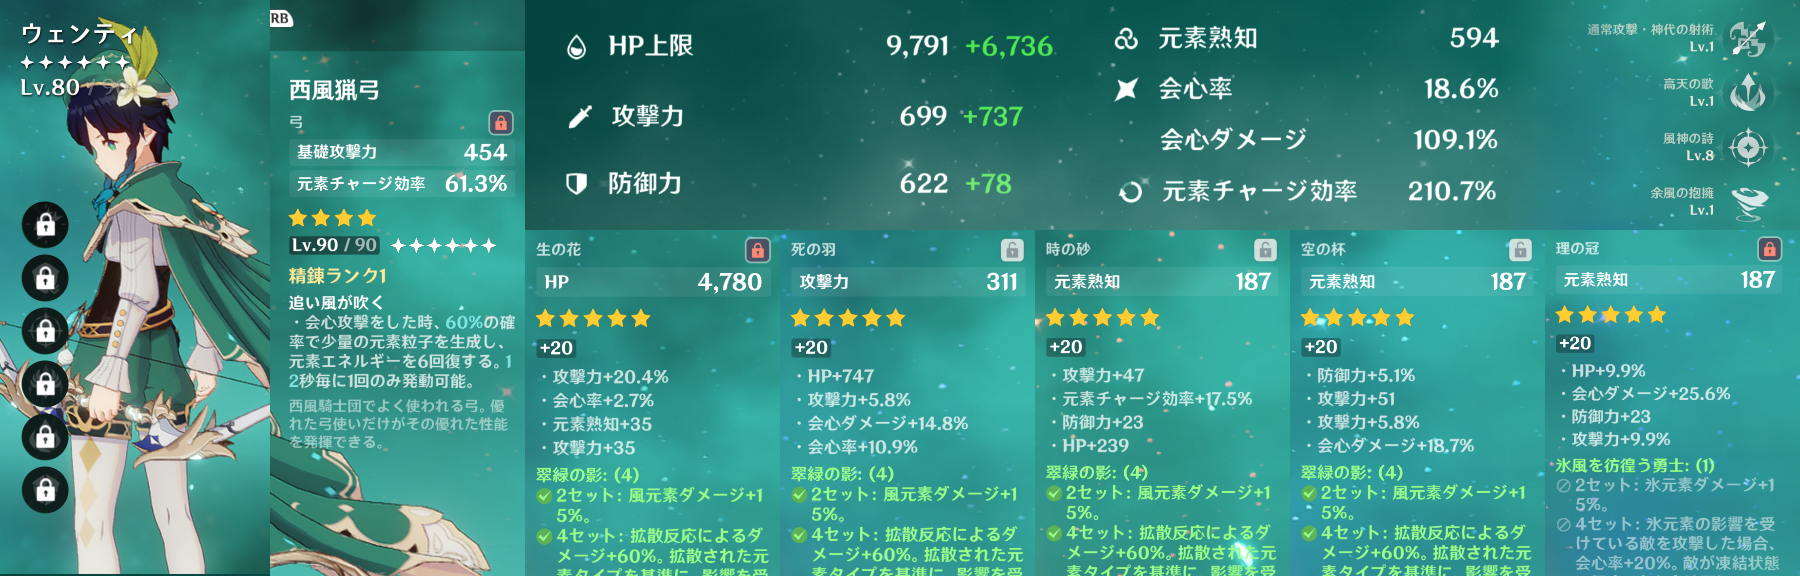 ウェンティ
Lv.80 / 90
RB
西風猟弓
弓
基礎攻撃力 454
元素チャージ効率 61.3%
Lv.90 / 90
精錬ランク1
追い風が吹く
・会心攻撃をした時、60%の確
率で少量の元素粒子を生成し、
元素エネルギーを6回復する。1
2秒毎に1回のみ発動可能。
西風騎士団でよく使われる弓。優
れた弓使いだけがその優れた性能
を発揮できる。
HP上限 9,791 +6,736
攻撃力 699 +737
防御力 622 +78
元素熟知 594
会心率 18.6%
会心ダメージ 109.1%
元素チャージ効率 210.7%
通常攻撃・神代の射術
Lv.1
高天の歌
Lv.1
風神の詩
Lv.8
余風の抱擁
Lv.1
生の花
HP 4,780
+20
・攻撃力+20.4%
・会心率+2.7%
・元素熟知+35
・攻撃力+35
翠緑の影: (4)
2セット: 風元素ダメージ+1
5%。
4セット: 拡散反応によるダ
メージ+60%。拡散された元
素タイプを基準に、影響を受
死の羽
攻撃力 311
+20
・HP+747
・攻撃力+5.8%
・会心ダメージ+14.8%
・会心率+10.9%
翠緑の影: (4)
2セット: 風元素ダメージ+1
5%。
4セット: 拡散反応によるダ
メージ+60%。拡散された元
素タイプを基準に、影響を受
時の砂
元素熟知 187
+20
・攻撃力+47
・元素チャージ効率+17.5%
・防御力+23
・HP+239
翠緑の影: (4)
2セット: 風元素ダメージ+1
5%。
4セット: 拡散反応によるダ
メージ+60%。拡散された元
素タイプを基準に、影響を受
空の杯
元素熟知 187
+20
・防御力+5.1%
・攻撃力+51
・攻撃力+5.8%
・会心ダメージ+18.7%
翠緑の影: (4)
2セット: 風元素ダメージ+1
5%。
4セット: 拡散反応によるダ
メージ+60%。拡散された元
素タイプを基準に、影響を受
理の冠
元素熟知 187
+20
・HP+9.9%
・会心ダメージ+25.6%
・防御力+23
・攻撃力+9.9%
氷風を彷徨う勇士: (1)
2セット: 氷元素ダメージ+1
5%。
4セット: 氷元素の影響を受
けている敵を攻撃した場合、
会心率+20%。敵が凍結状態